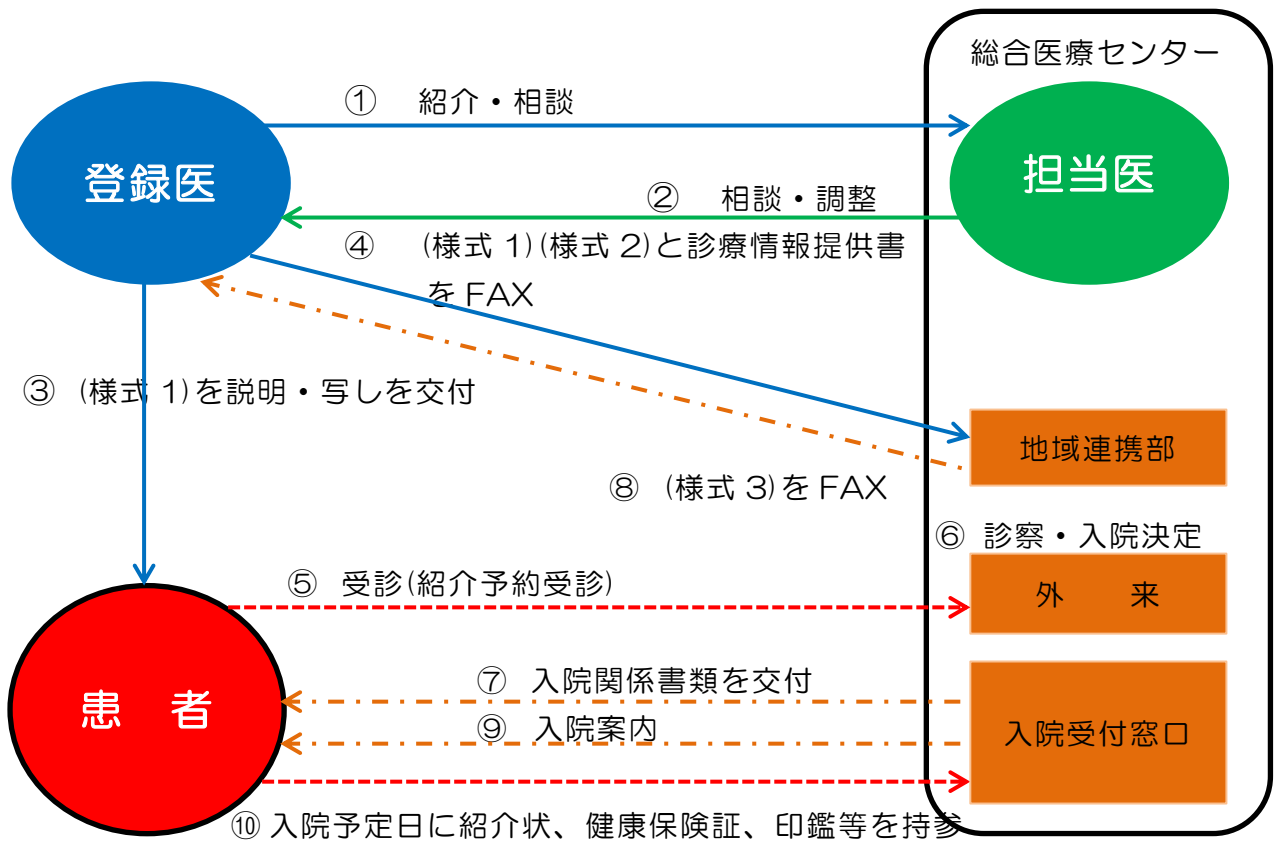 総合医療センター
① 紹介・相談
登録医
担当医
② 相談・調整
④ (様式1)(様式2)と診療情報提供書
をFAX
③ (様式1)を説明・写しを交付
地域連携部
⑧ (様式3)をFAX
⑥ 診察・入院決定
⑤ 受診(紹介予約受診)
外 来
⑦ 入院関係書類を交付
患 者
⑨ 入院案内
入院受付窓口
⑩ 入院予定日に紹介状、健康保険証、印鑑等を持参